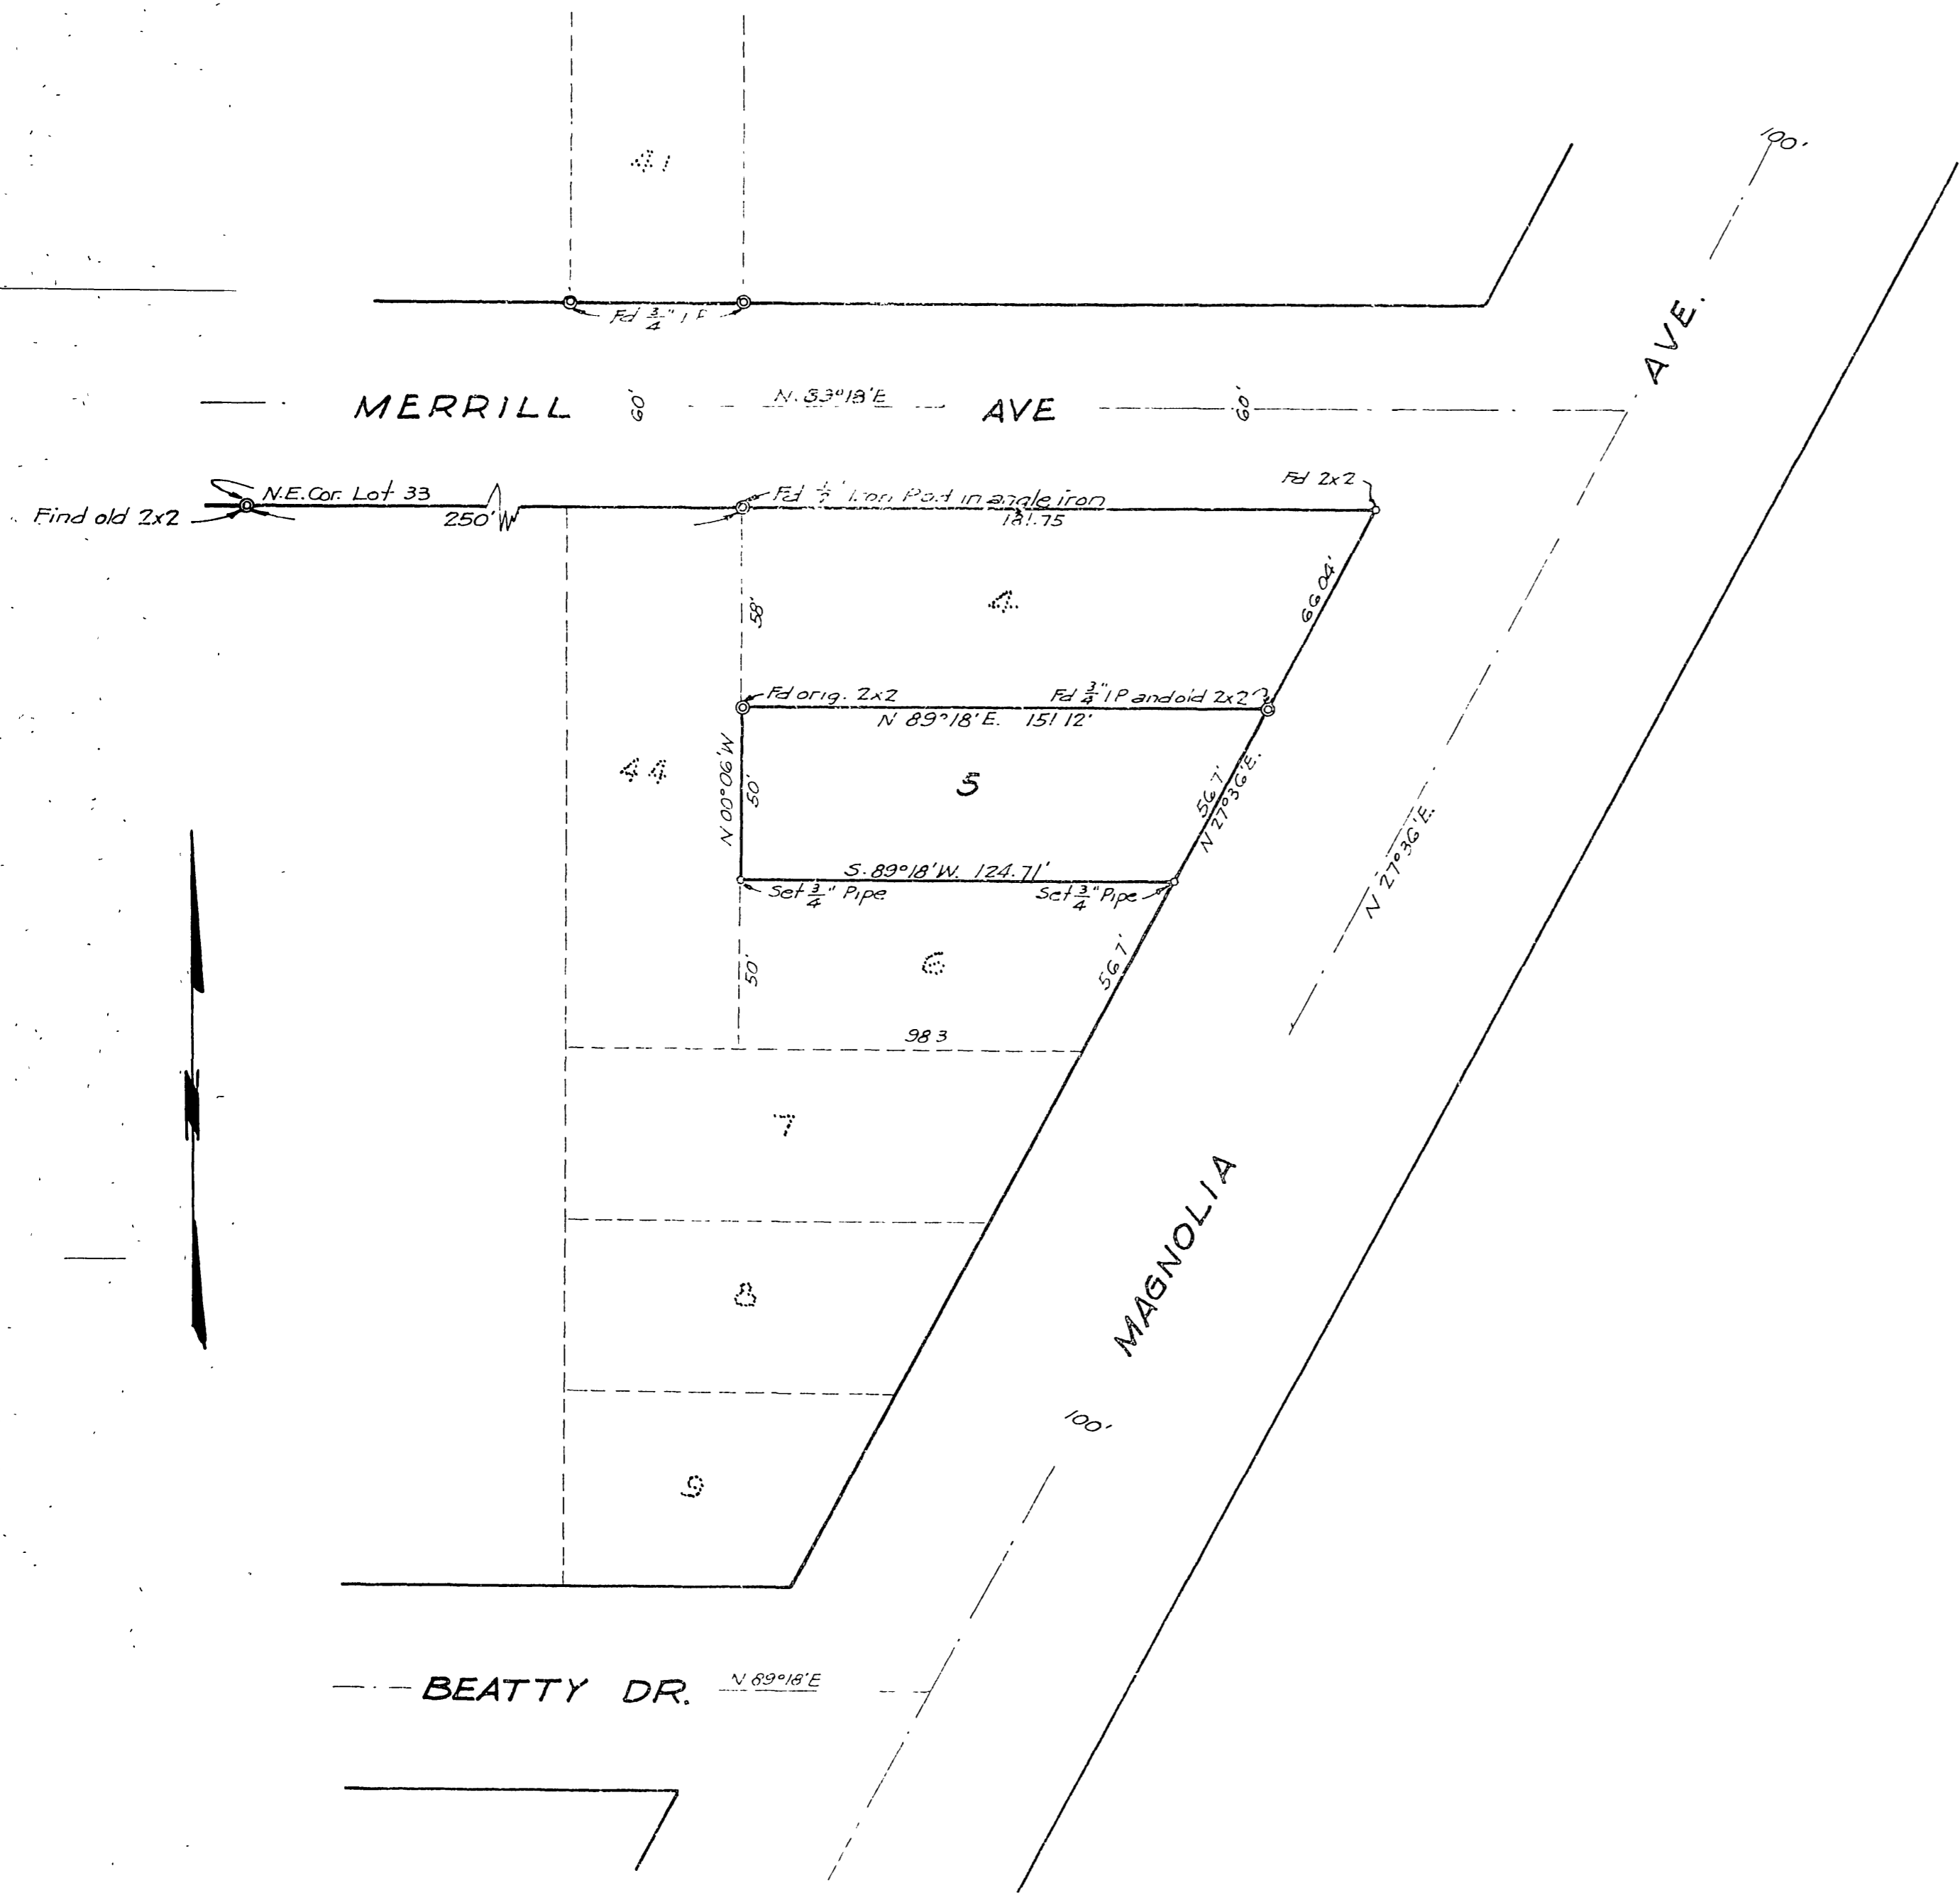 41
100'
Fd 3/4" I P
AVE.
MERRILL 60' N. 89°18'E AVE 60'
Fd 2x2
N.E. Cor. Lot 33
Fd 1/2" Iron Rod in angle iron
Find old 2x2
250'
181.75
4
58'
66 04'
Fd orig. 2x2
Fd 3/4" IP and old 2x2
N 89°18'E. 151 12'
44
N 00°06'W
50'
5
56 7'
N 27°36'E.
N 27°36'E.
S. 89°18'W. 124.71'
Set 3/4" Pipe
Set 3/4" Pipe
6
50'
56 7'
98 3
N
7
MAGNOLIA
8
100'
9
BEATTY DR. N 89°18'E